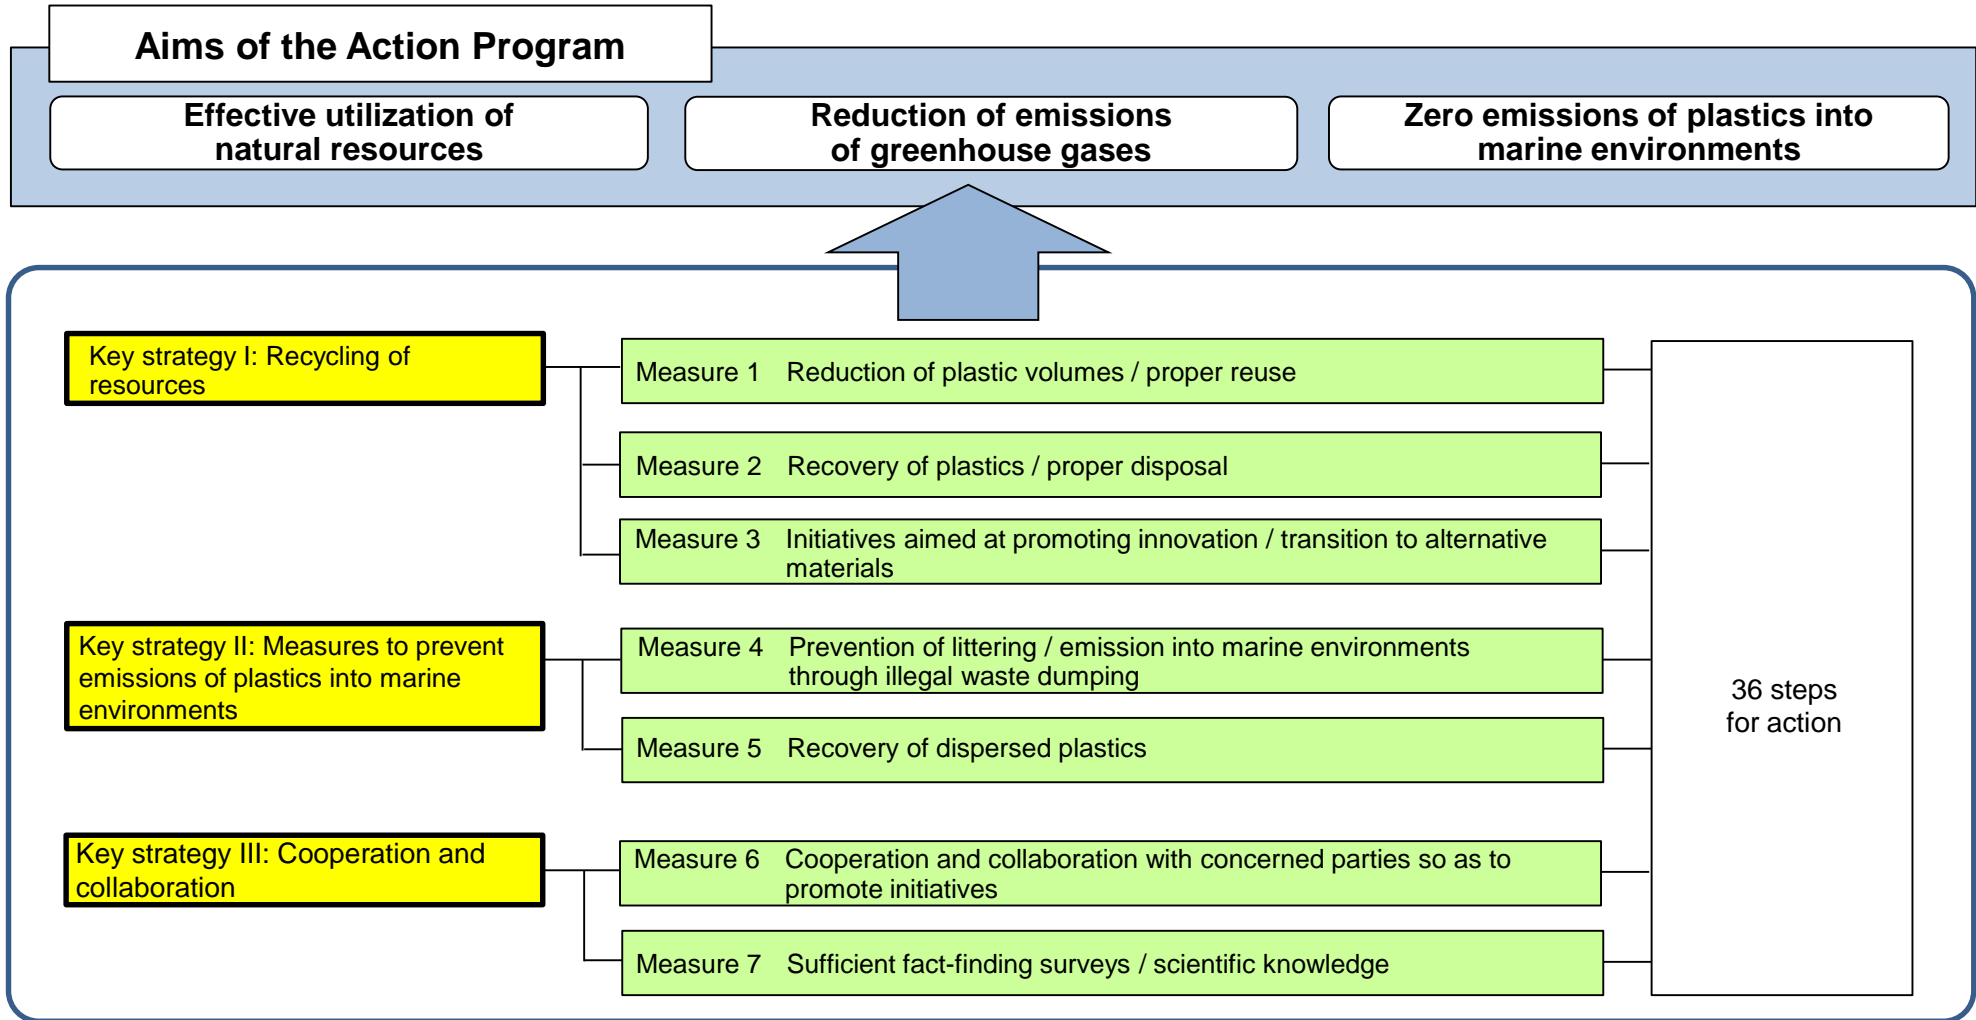 Aims of the Action Program
Effective utilization of
natural resources
Reduction of emissions
of greenhouse gases
Zero emissions of plastics into
marine environments
Key strategy I: Recycling of
resources
Measure 1 Reduction of plastic volumes / proper reuse
Measure 2 Recovery of plastics / proper disposal
Measure 3 Initiatives aimed at promoting innovation / transition to alternative
materials
Key strategy II: Measures to prevent
emissions of plastics into marine
environments
Measure 4 Prevention of littering / emission into marine environments
through illegal waste dumping
Measure 5 Recovery of dispersed plastics
Key strategy III: Cooperation and
collaboration
Measure 6 Cooperation and collaboration with concerned parties so as to
promote initiatives
Measure 7 Sufficient fact-finding surveys / scientific knowledge
36 steps
for action